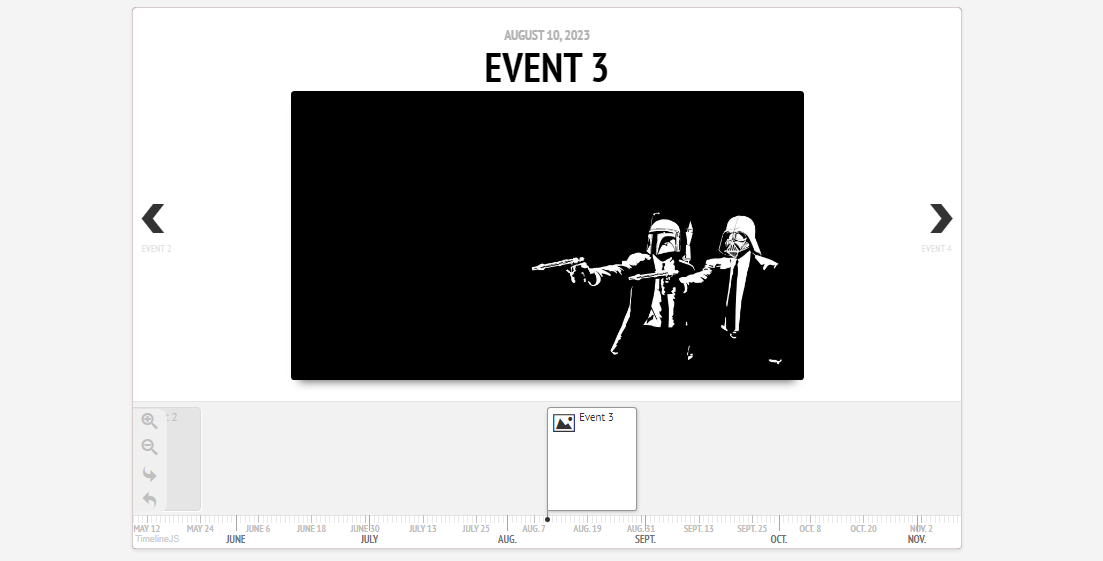 AUGUST 10, 2023
EVENT 3
EVENT 2
EVENT 4
: 2
Event 3
MAY 12 MAY 24 JUNE 6 JUNE 18 JUNE 30 JULY 13 JULY 25 AUG. 7 AUG. 19 AUG. 31 SEPT. 13 SEPT. 25 OCT. 8 OCT. 20 NOV. 2
TimelineJS JUNE JULY AUG. SEPT. OCT. NOV.